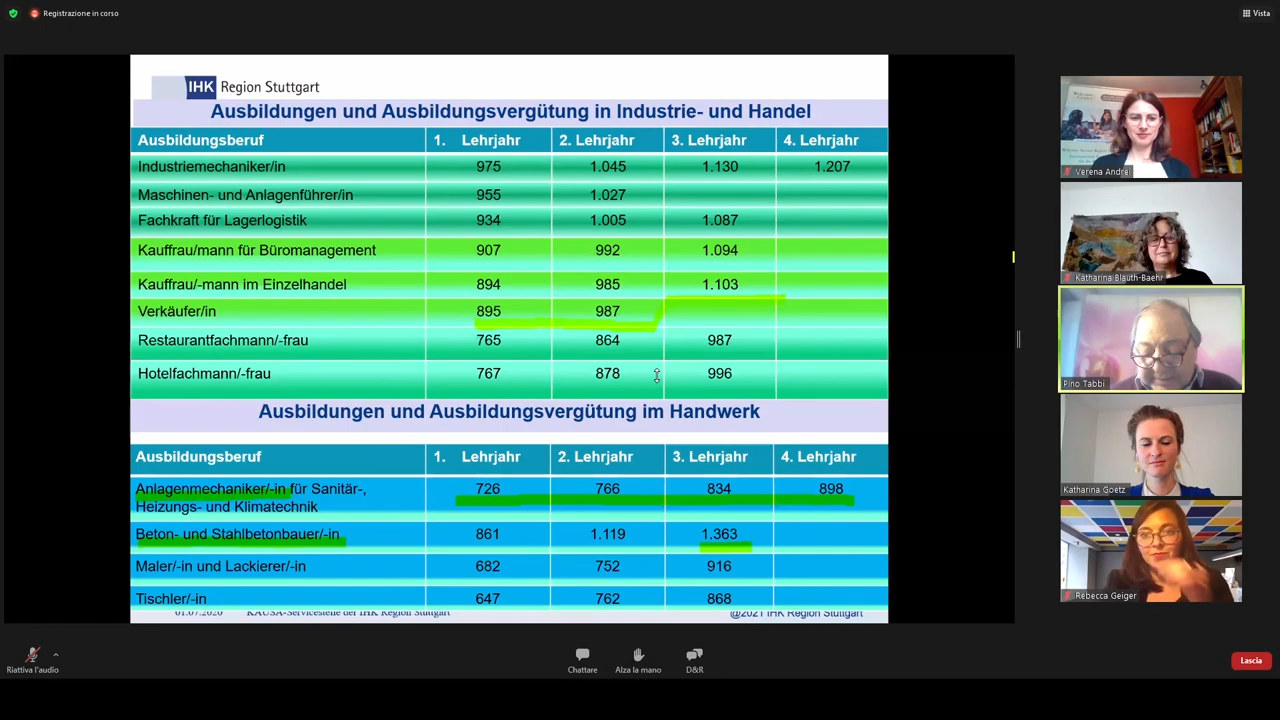 Registrazione in corso
Vista
IHK Region Stuttgart
Ausbildungen und Ausbildungsvergütung in Industrie- und Handel
Ausbildungsberuf 1. Lehrjahr 2. Lehrjahr 3. Lehrjahr 4. Lehrjahr
Industriemechaniker/in 975 1.045 1.130 1.207
Maschinen- und Anlagenführer/in 955 1.027
Fachkraft für Lagerlogistik 934 1.005 1.087
Kauffrau/mann für Büromanagement 907 992 1.094
Kauffrau/-mann im Einzelhandel 894 985 1.103
Verkäufer/in 895 987
Restaurantfachmann/-frau 765 864 987
Hotelfachmann/-frau 767 878 996
Ausbildungen und Ausbildungsvergütung im Handwerk
Ausbildungsberuf 1. Lehrjahr 2. Lehrjahr 3. Lehrjahr 4. Lehrjahr
Anlagenmechaniker/-in für Sanitär-, 726 766 834 898
Heizungs- und Klimatechnik
Beton- und Stahlbetonbauer/-in 861 1.119 1.363
Maler/-in und Lackierer/-in 682 752 916
Tischler/-in 647 762 868
01.07.2020 KAUSA-Servicestelle der IHK Region Stuttgart @2021 IHK Region Stuttgart
Verena Andrei
Katharina Blauth-Baehr
Pino Tabbi
Katharina Goetz
Rebecca Geiger
Riattiva l'audio
Chattare
Alza la mano
D&R
Lascia